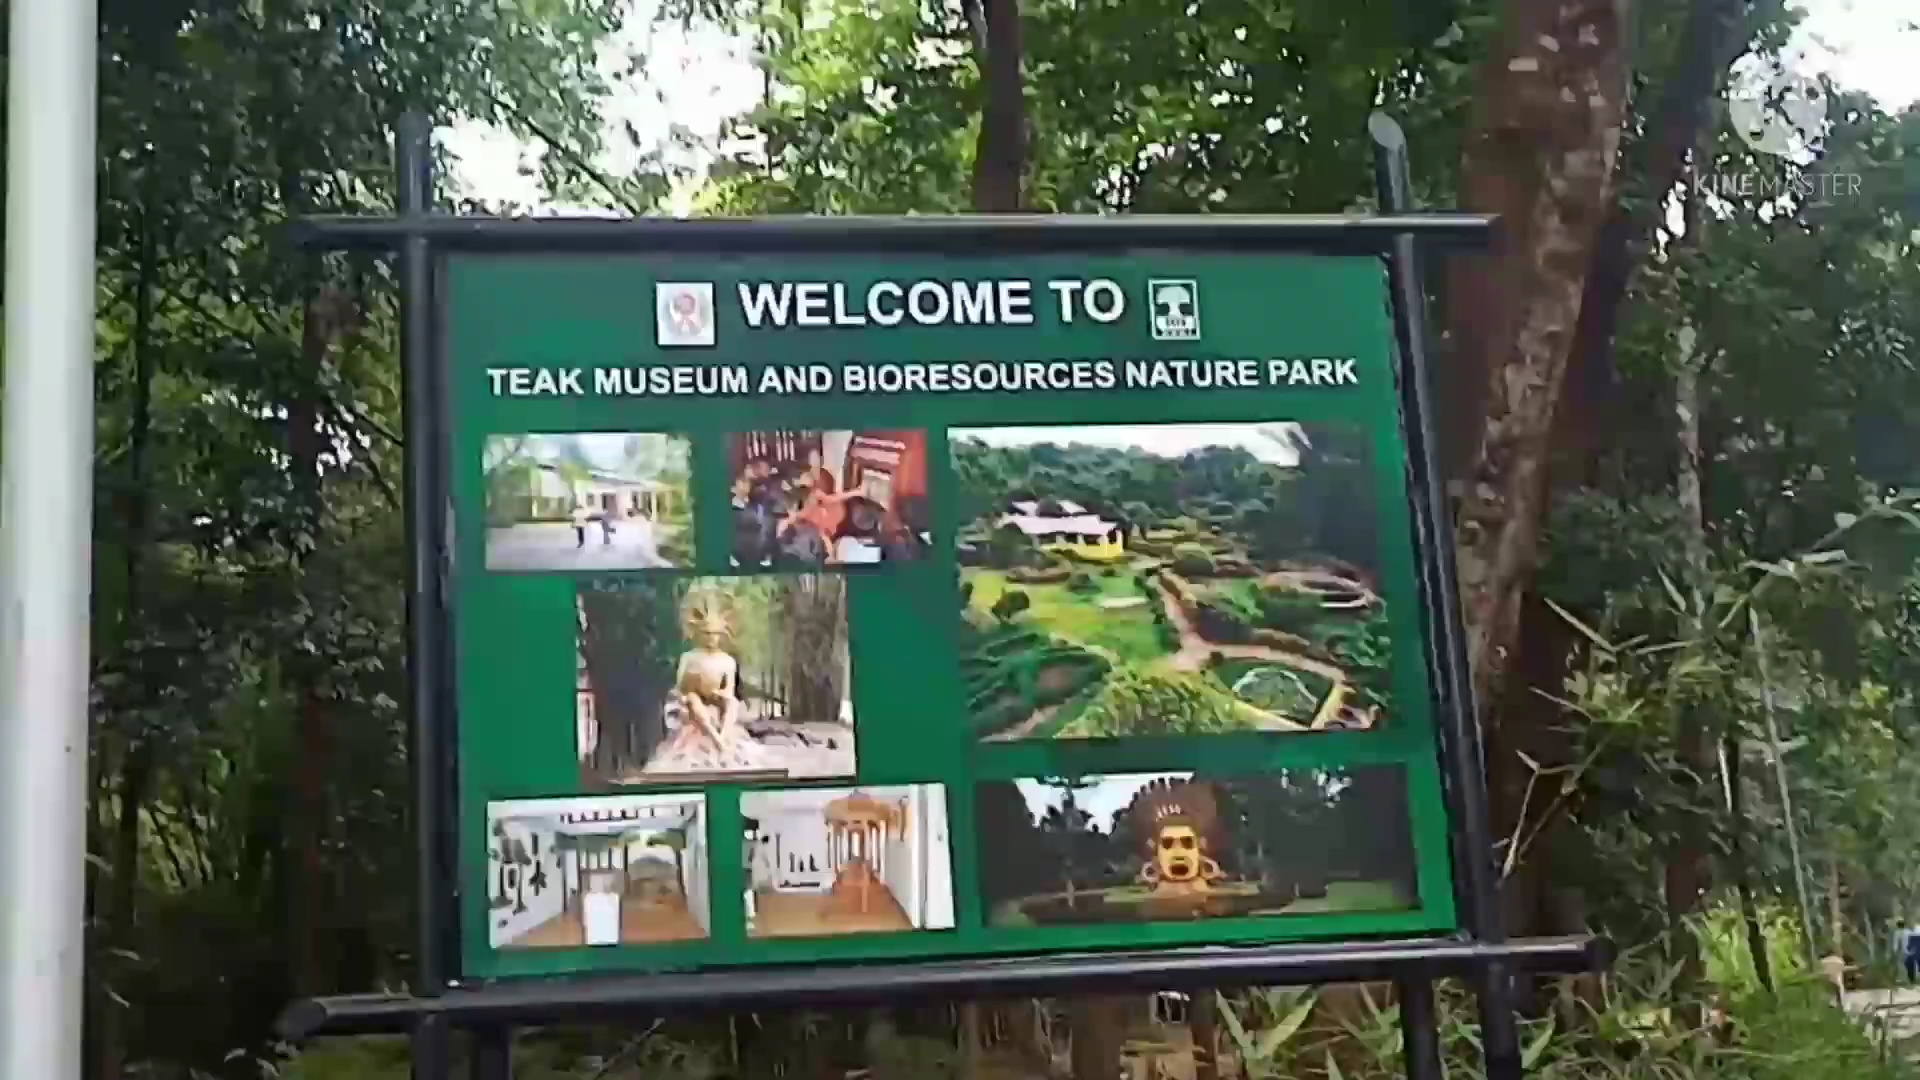 KINEMASTER
WELCOME TO
TEAK MUSEUM AND BIORESOURCES NATURE PARK